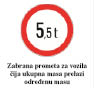 5,5 t
Zabrana prometa za vozila
čija ukupna masa prelazi
određenu masu